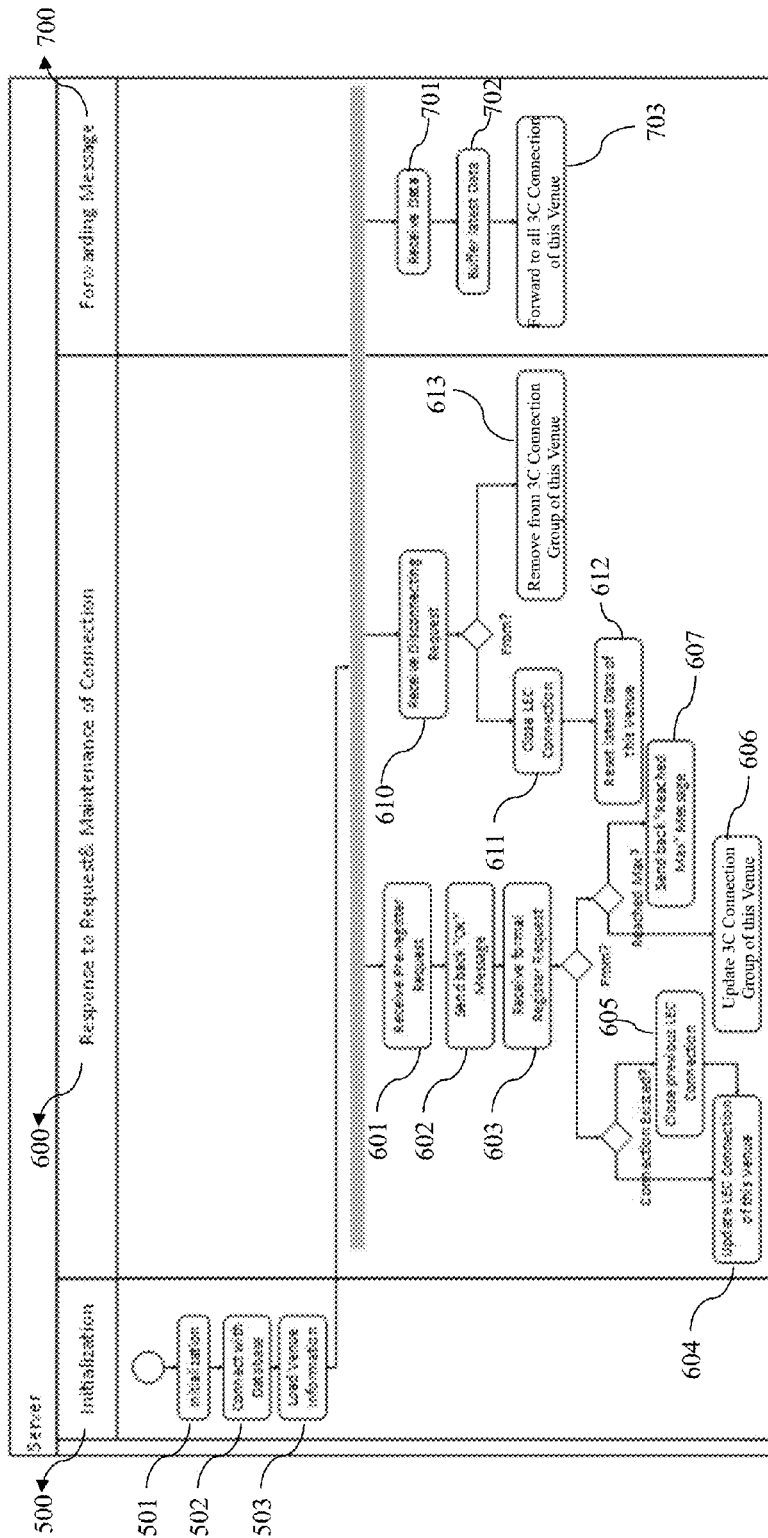 Server
500
Initialization
501
Initialization
502
Connect with
Database
503
Load Venue
Information
600
Response to Request& Maintenance of Connection
601
Receive Pre-register
Request
602
Send back "OK"
Message
603
Receive formal
Register Request
From?
Connection Existed?
605
Close previous LEC
Connection
604
Update LEC Connection
of this Venue
Reached Max?
606
Update 3C Connection
Group of this Venue
607
Send back "Reached
Max" Message
610
Receive Disconnecting
Request
From?
611
Close LEC
Connection
612
Read latest Data of
This Venue
613
Remove from 3C Connection
Group of this Venue
700
Forwarding Message
701
Receive Data
702
Buffer latest Data
703
Forward to all 3C Connection
of this Venue